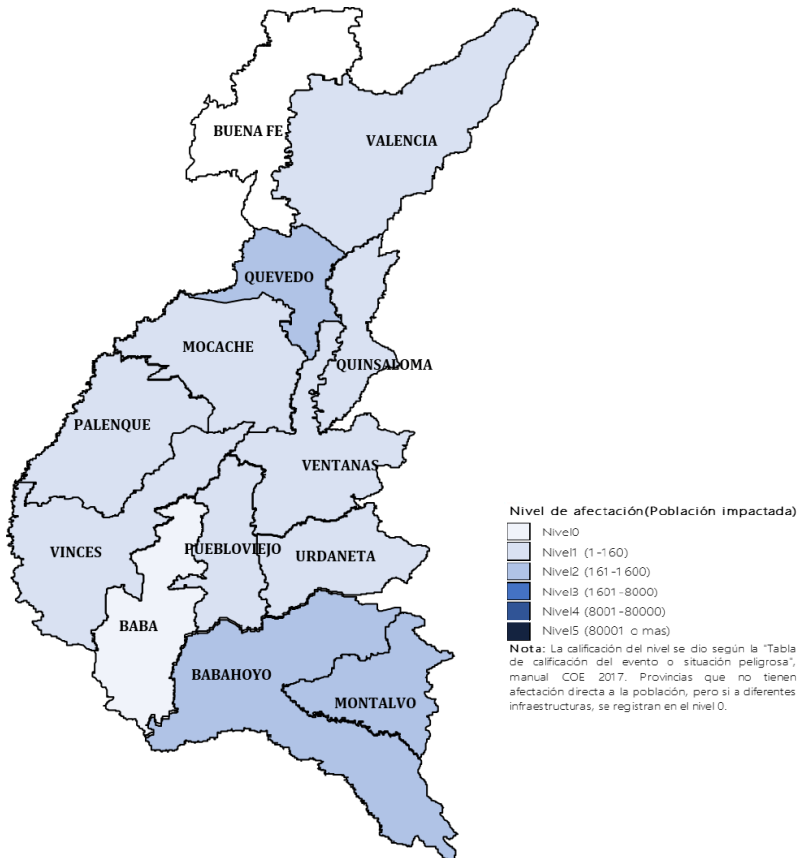 BUENA FE
VALENCIA
QUEVEDO
MOCACHE
QUINSALOMA
PALENQUE
VENTANAS
VINCES
PUEBLOVIEJO
URDANETA
BABA
BABAHOYO
MONTALVO
Nivel de afectación(Población impactada)
Nivel0
Nivel1 (1-160)
Nivel2 (161-1600)
Nivel3 (1601-8000)
Nivel4 (8001-80000)
Nivel5 (80001 o mas)
Nota: La calificación del nivel se dio según la "Tabla
de calificación del evento o situación peligrosa",
manual COE 2017. Provincias que no tienen
afectación directa a la población, pero si a diferentes
infraestructuras, se registran en el nivel 0.